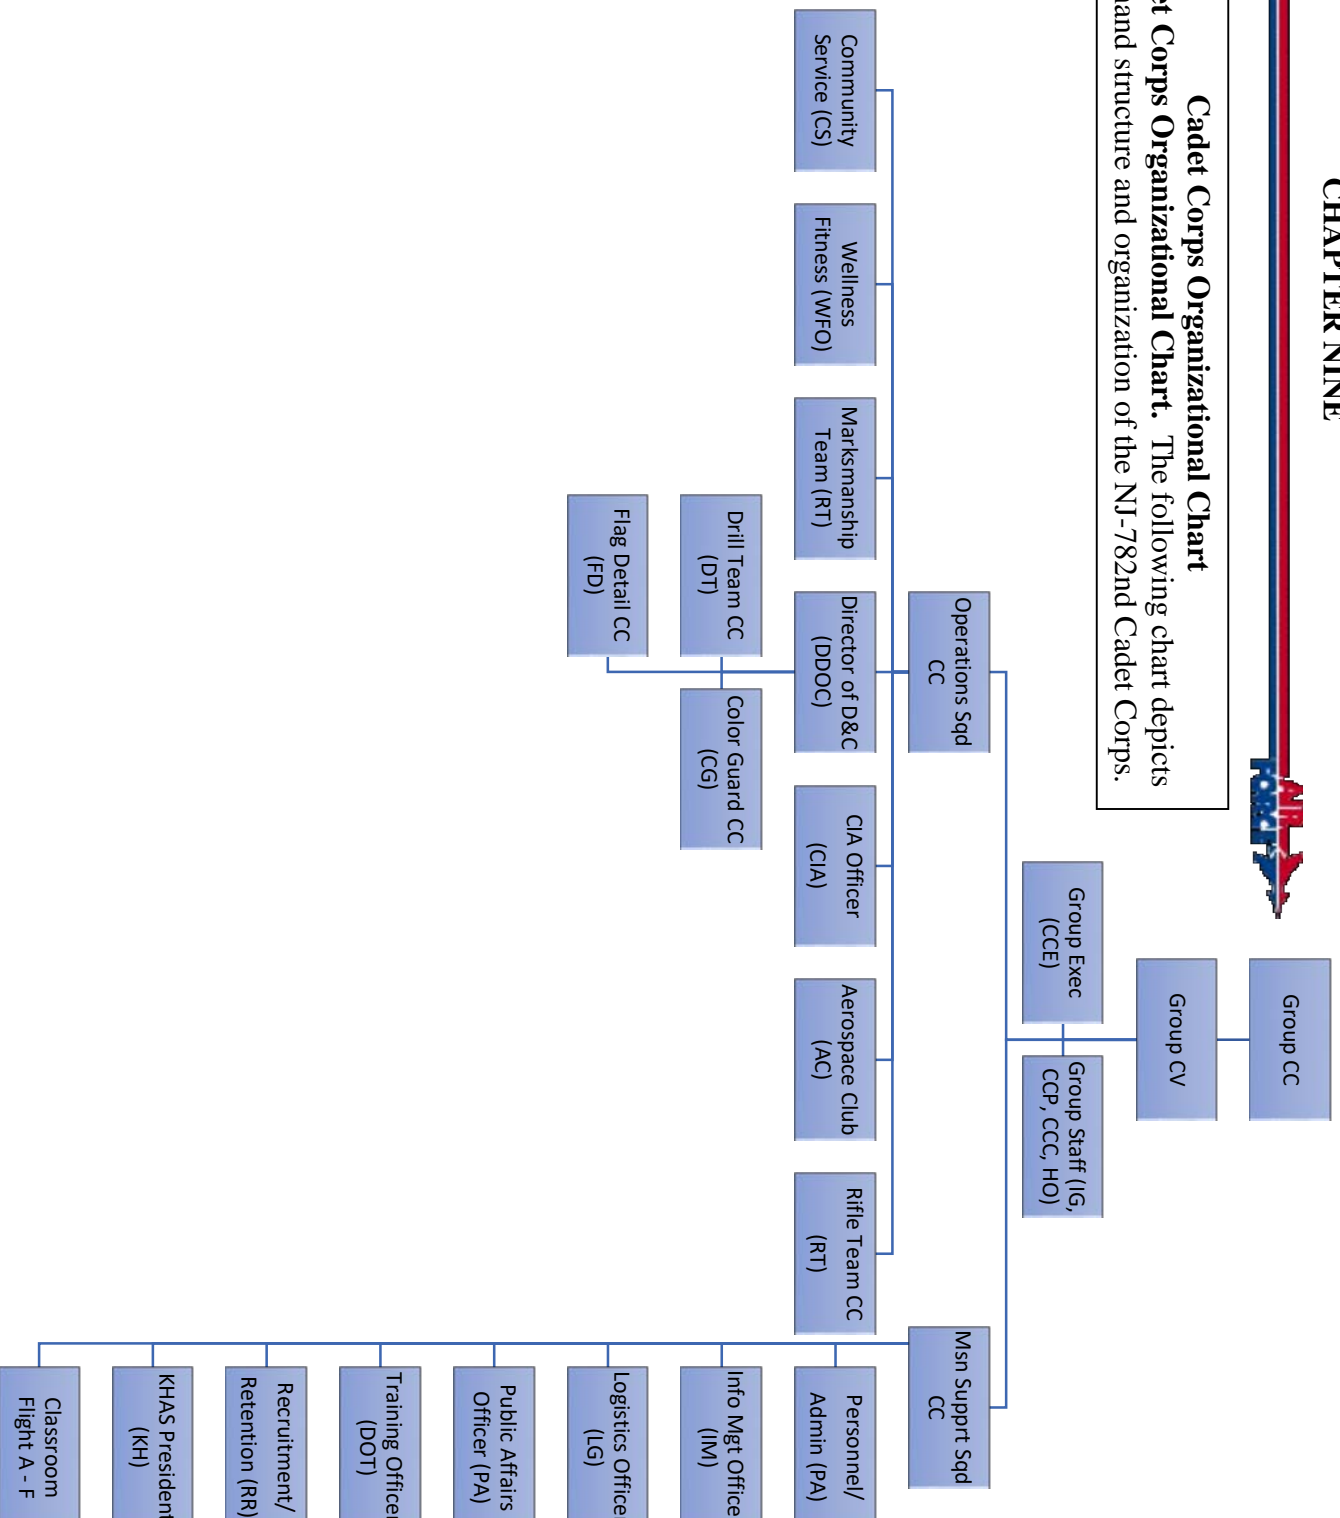 CHAPTER NINE
AIR
FORCE
Cadet Corps Organizational Chart
et Corps Organizational Chart. The following chart depicts
and structure and organization of the NJ-782nd Cadet Corps.
Group CC
Group CV
Group Exec
(CCE)
Group Staff (IG,
CCP, CCC, HO)
Operations Sqd
CC
Msn Supprt Sqd
CC
Community
Service (CS)
Wellness
Fitness (WFO)
Marksmanship
Team (RT)
Director of D&C
(DDOC)
CIA Officer
(CIA)
Aerospace Club
(AC)
Rifle Team CC
(RT)
Drill Team CC
(DT)
Color Guard CC
(CG)
Flag Detail CC
(FD)
Personnel/
Admin (PA)
Info Mgt Office
(IM)
Logistics Office
(LG)
Public Affairs
Officer (PA)
Training Officer
(DOT)
Recruitment/
Retention (RR)
KHAS President
(KH)
Classroom
Flight A - F